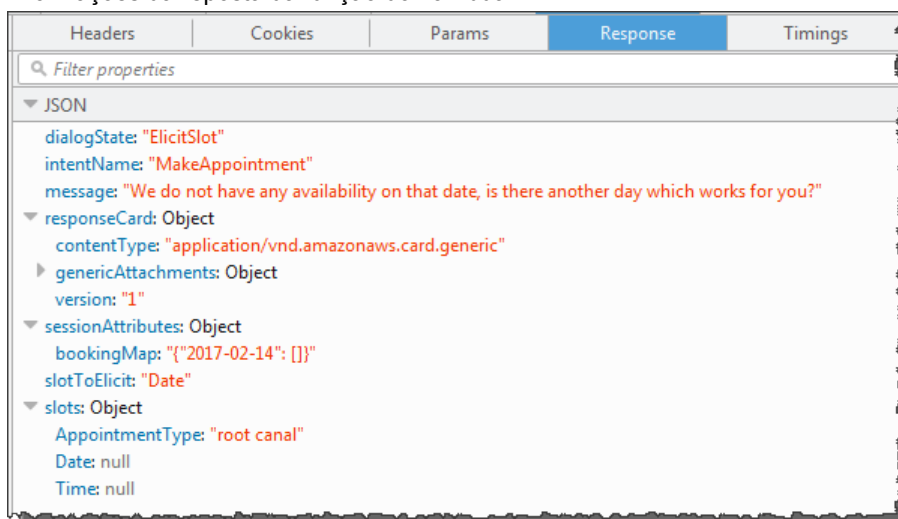 Headers Cookies Params Response Timings
Filter properties
JSON
dialogState: "ElicitSlot"
intentName: "MakeAppointment"
message: "We do not have any availability on that date, is there another day which works for you?"
responseCard: Object
contentType: "application/vnd.amazonaws.card.generic"
genericAttachments: Object
version: "1"
sessionAttributes: Object
bookingMap: "{"2017-02-14": []}"
slotToElicit: "Date"
slots: Object
AppointmentType: "root canal"
Date: null
Time: null